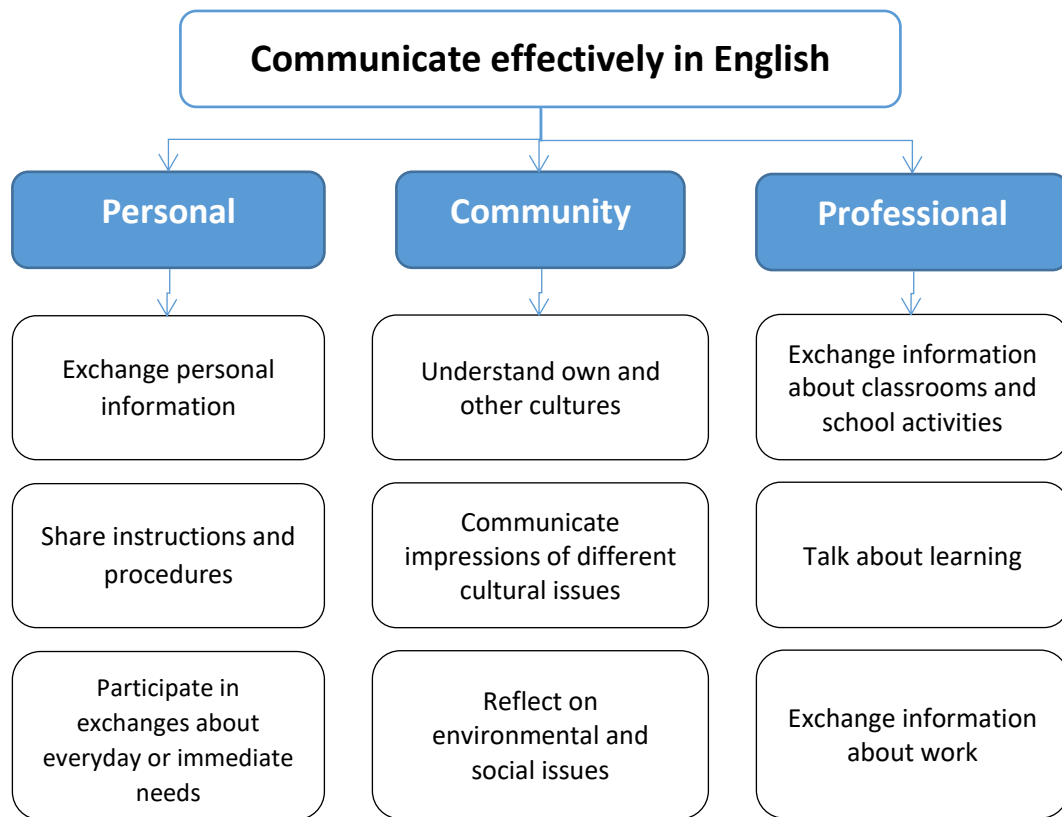 Communicate effectively in English
Personal
Community
Professional
Exchange personal
information
Understand own and
other cultures
Exchange information
about classrooms and
school activities
Share instructions and
procedures
Communicate
impressions of different
cultural issues
Talk about learning
Participate in
exchanges about
everyday or immediate
needs
Reflect on
environmental and
social issues
Exchange information
about work